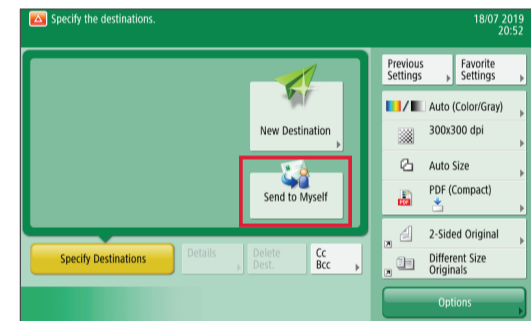 Specify the destinations.
18/07 2019
20:52
New Destination
Send to Myself
Specify Destinations
Details
Delete
Dest.
Cc
Bcc
Previous
Settings
Favorite
Settings
Auto (Color/Gray)
300x300 dpi
Auto Size
PDF
PDF (Compact)
2-Sided Original
Different Size
Originals
Options